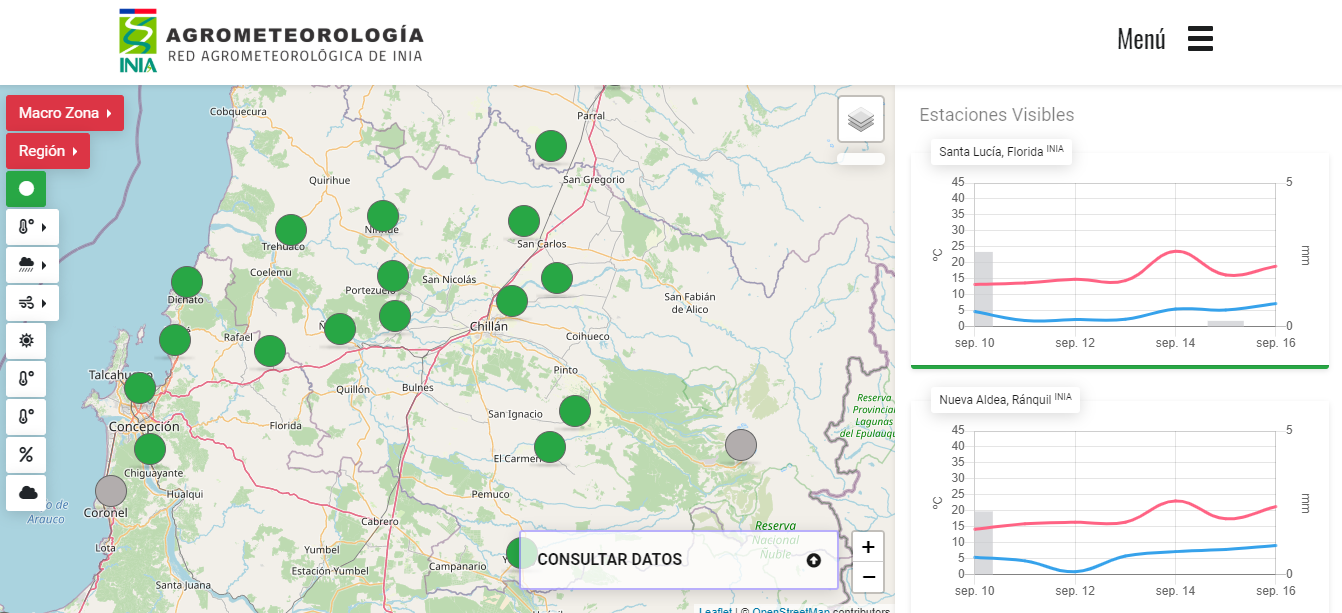 AGROMETEOROLOGÍA
RED AGROMETEOROLÓGICA DE INIA
INIA
Menú
Macro Zona
Región
Cobquecura
Parral
Quirihue
San Gregorio
Trehuaco
San Carlos
Coelemu
San Nicolás
Portezuelo
Dichato
San Fabián
de Alico
Chillán
Rafael
Coihueco
Pinto
Quillón
Bulnes
San Ignacio
Concepción
Florida
El Carmen
Chiguayante
Hualqui
Pemuco
Coronel
Arauco
Cabrero
Lota
Yumbel
Estación Yumbel
Campanario
Santa Juana
Reserva
Provincial
Lagunas
del Epulauqu
Reserva
Nacional
Ñuble
CONSULTAR DATOS
+
−
Leaflet | © OpenStreetMap contributors
Estaciones Visibles
Santa Lucía, Florida INIA
45
40
35
30
25
20
15
10
5
0
°C
5
0
mm
sep. 10
sep. 12
sep. 14
sep. 16
Nueva Aldea, Ránquil INIA
45
40
35
30
25
20
15
10
5
0
°C
5
0
mm
sep. 10
sep. 12
sep. 14
sep. 16